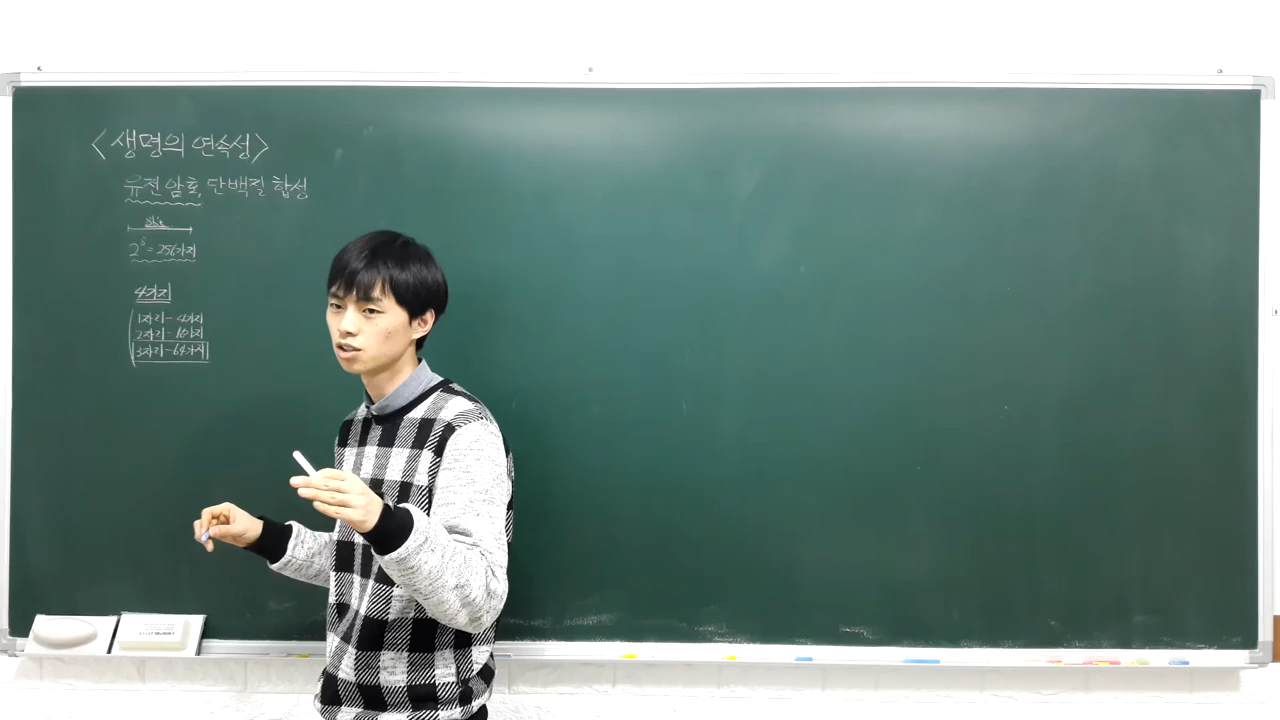 <생명의 연속성>
유전 암호, 단백질 합성
8bit
2⁸=256가지
4가지
1자리-4가지
2자리-16가지
3자리-64가지